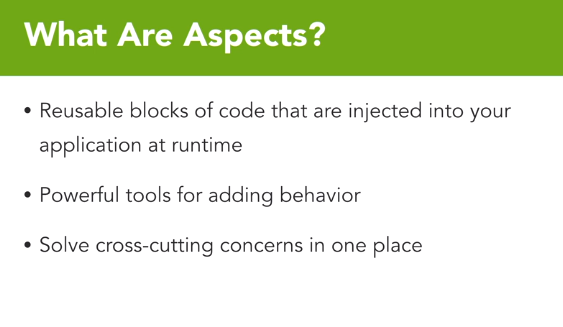 What Are Aspects?
• Reusable blocks of code that are injected into your
application at runtime
• Powerful tools for adding behavior
• Solve cross-cutting concerns in one place